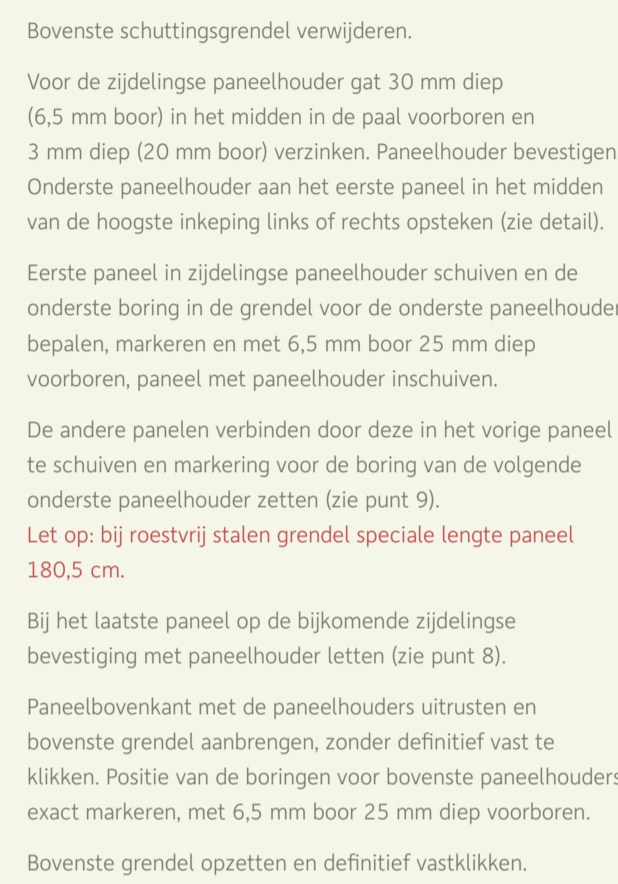 Bovenste schuttingsgrendel verwijderen.
Voor de zijdelingse paneelhouder gat 30 mm diep
(6,5 mm boor) in het midden in de paal voorboren en
3 mm diep (20 mm boor) verzinken. Paneelhouder bevestigen
Onderste paneelhouder aan het eerste paneel in het midden
van de hoogste inkeping links of rechts opsteken (zie detail).
Eerste paneel in zijdelingse paneelhouder schuiven en de
onderste boring in de grendel voor de onderste paneelhouder
bepalen, markeren en met 6,5 mm boor 25 mm diep
voorboren, paneel met paneelhouder inschuiven.
De andere panelen verbinden door deze in het vorige paneel
te schuiven en markering voor de boring van de volgende
onderste paneelhouder zetten (zie punt 9).
Let op: bij roestvrij stalen grendel speciale lengte paneel
180,5 cm.
Bij het laatste paneel op de bijkomende zijdelingse
bevestiging met paneelhouder letten (zie punt 8).
Paneelbovenkant met de paneelhouders uitrusten en
bovenste grendel aanbrengen, zonder definitief vast te
klikken. Positie van de boringen voor bovenste paneelhouders
exact markeren, met 6,5 mm boor 25 mm diep voorboren.
Bovenste grendel opzetten en definitief vastklikken.